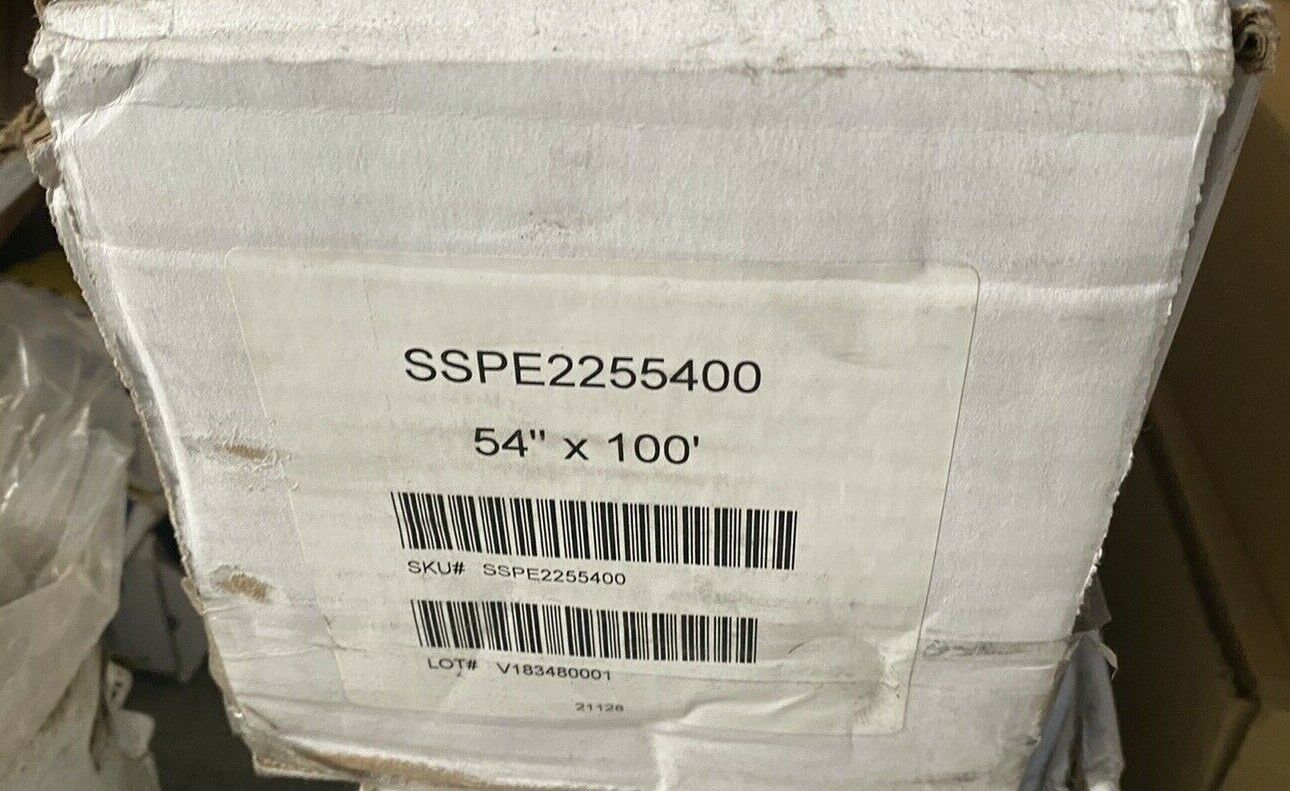 SSPE2255400
54" x 100'
SKU# SSPE2255400
LOT# V183480001
21128